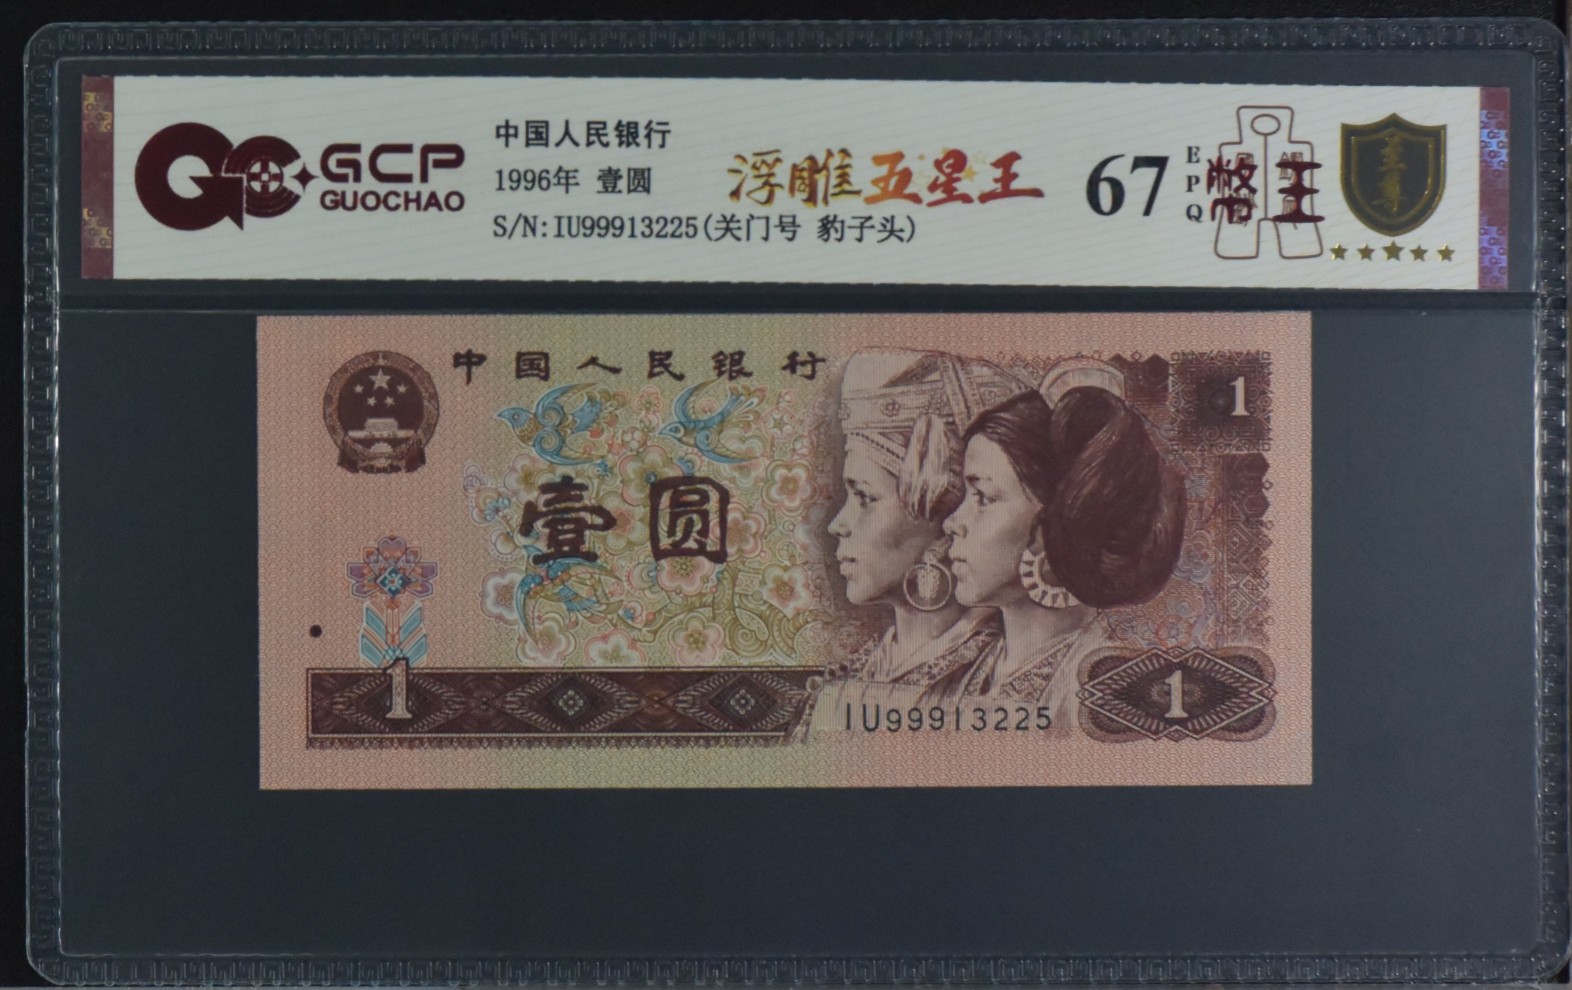 GCP
GUOCHAO
中国人民银行
1996年 壹圆
S/N:IU99913225(关门号 豹子头)
浮雕五星王
67
EPQ
至尊
中国人民银行
1
壹圆
1
IU99913225
1